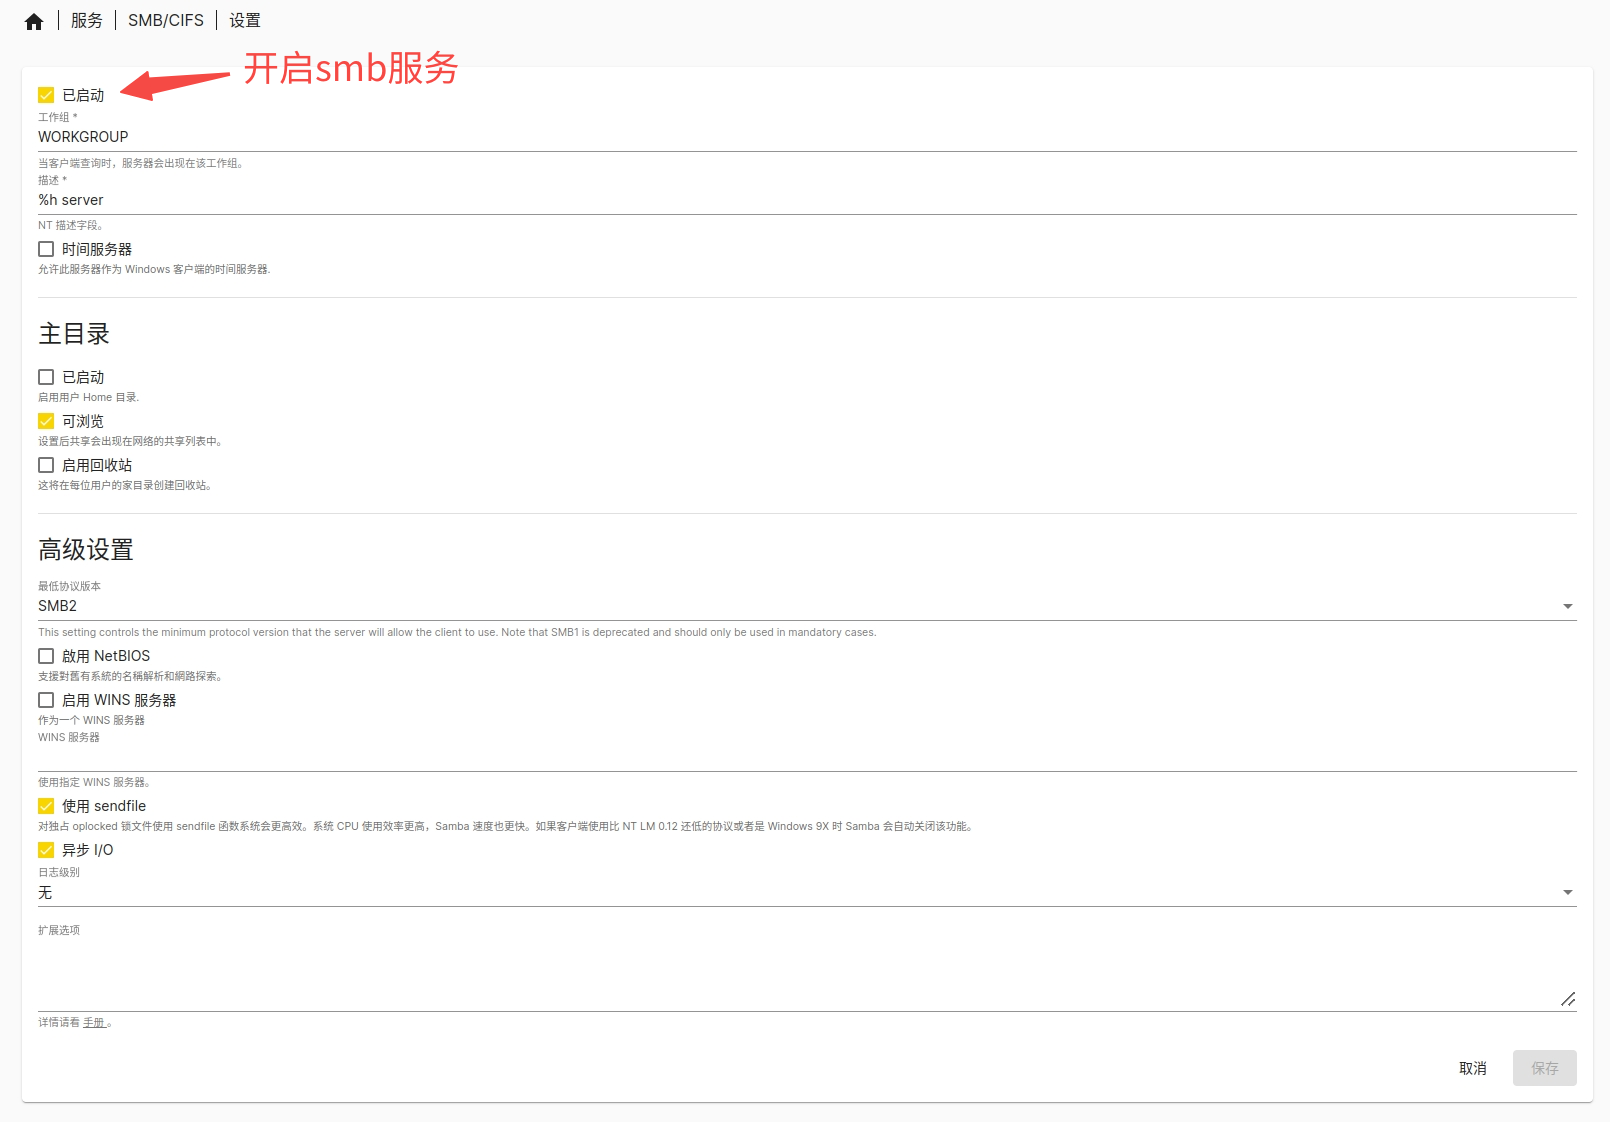 服务 SMB/CIFS 设置
开启smb服务
已启动
工作组 *
WORKGROUP
当客户端查询时，服务器会出现在该工作组。
描述 *
%h server
NT 描述字段。
时间服务器
允许此服务器作为 Windows 客户端的时间服务器.
主目录
已启动
启用用户 Home 目录.
可浏览
设置后共享会出现在网络的共享列表中。
启用回收站
这将在每位用户的家目录创建回收站。
高级设置
最低协议版本
SMB2
This setting controls the minimum protocol version that the server will allow the client to use. Note that SMB1 is deprecated and should only be used in mandatory cases.
啟用 NetBIOS
支援對舊有系統的名稱解析和網路探索。
启用 WINS 服务器
作为一个 WINS 服务器
WINS 服务器
使用指定 WINS 服务器。
使用 sendfile
对独占 oplocked 锁文件使用 sendfile 函数系统会更高效。系统 CPU 使用效率更高，Samba 速度也更快。如果客户端使用比 NT LM 0.12 还低的协议或者是 Windows 9X 时 Samba 会自动关闭该功能。
异步 I/O
日志级别
无
扩展选项
详情请看 手册 。
取消 保存